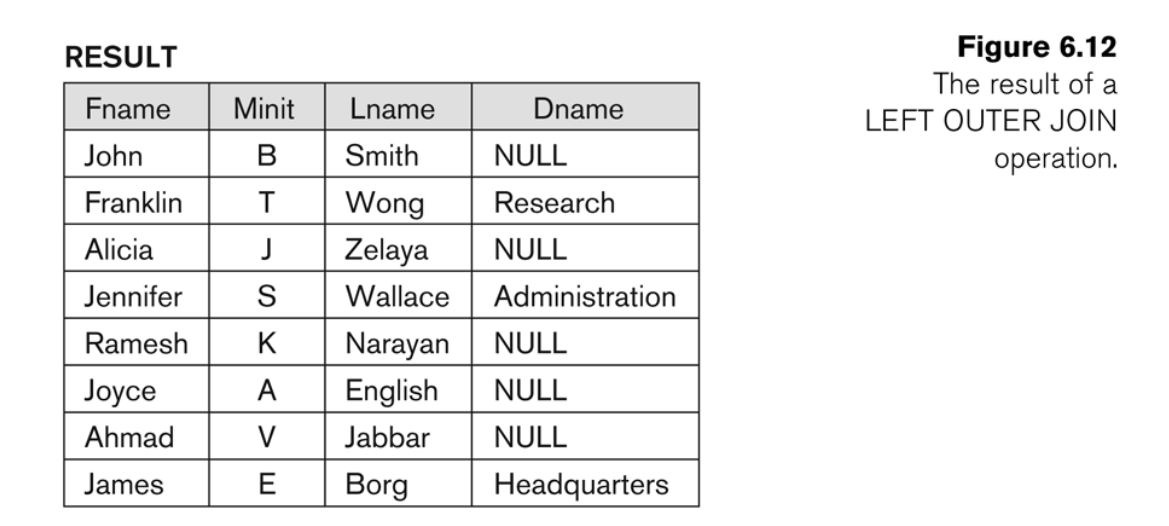 RESULT
Fname Minit Lname Dname
John B Smith NULL
Franklin T Wong Research
Alicia J Zelaya NULL
Jennifer S Wallace Administration
Ramesh K Narayan NULL
Joyce A English NULL
Ahmad V Jabbar NULL
James E Borg Headquarters
Figure 6.12
The result of a
LEFT OUTER JOIN
operation.